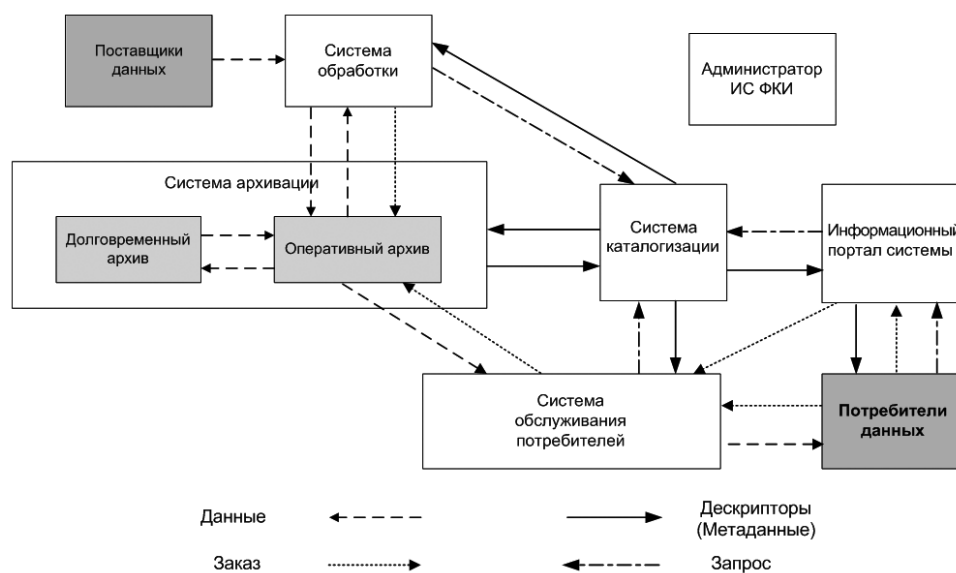 Поставщики
данных
Система
обработки
Администратор
ИС ФКИ
Система архивации
Долговременный
архив
Оперативный архив
Система
каталогизации
Информационный
портал системы
Система
обслуживания
потребителей
Потребители
данных
Данные
Дескрипторы
(Метаданные)
Заказ
Запрос